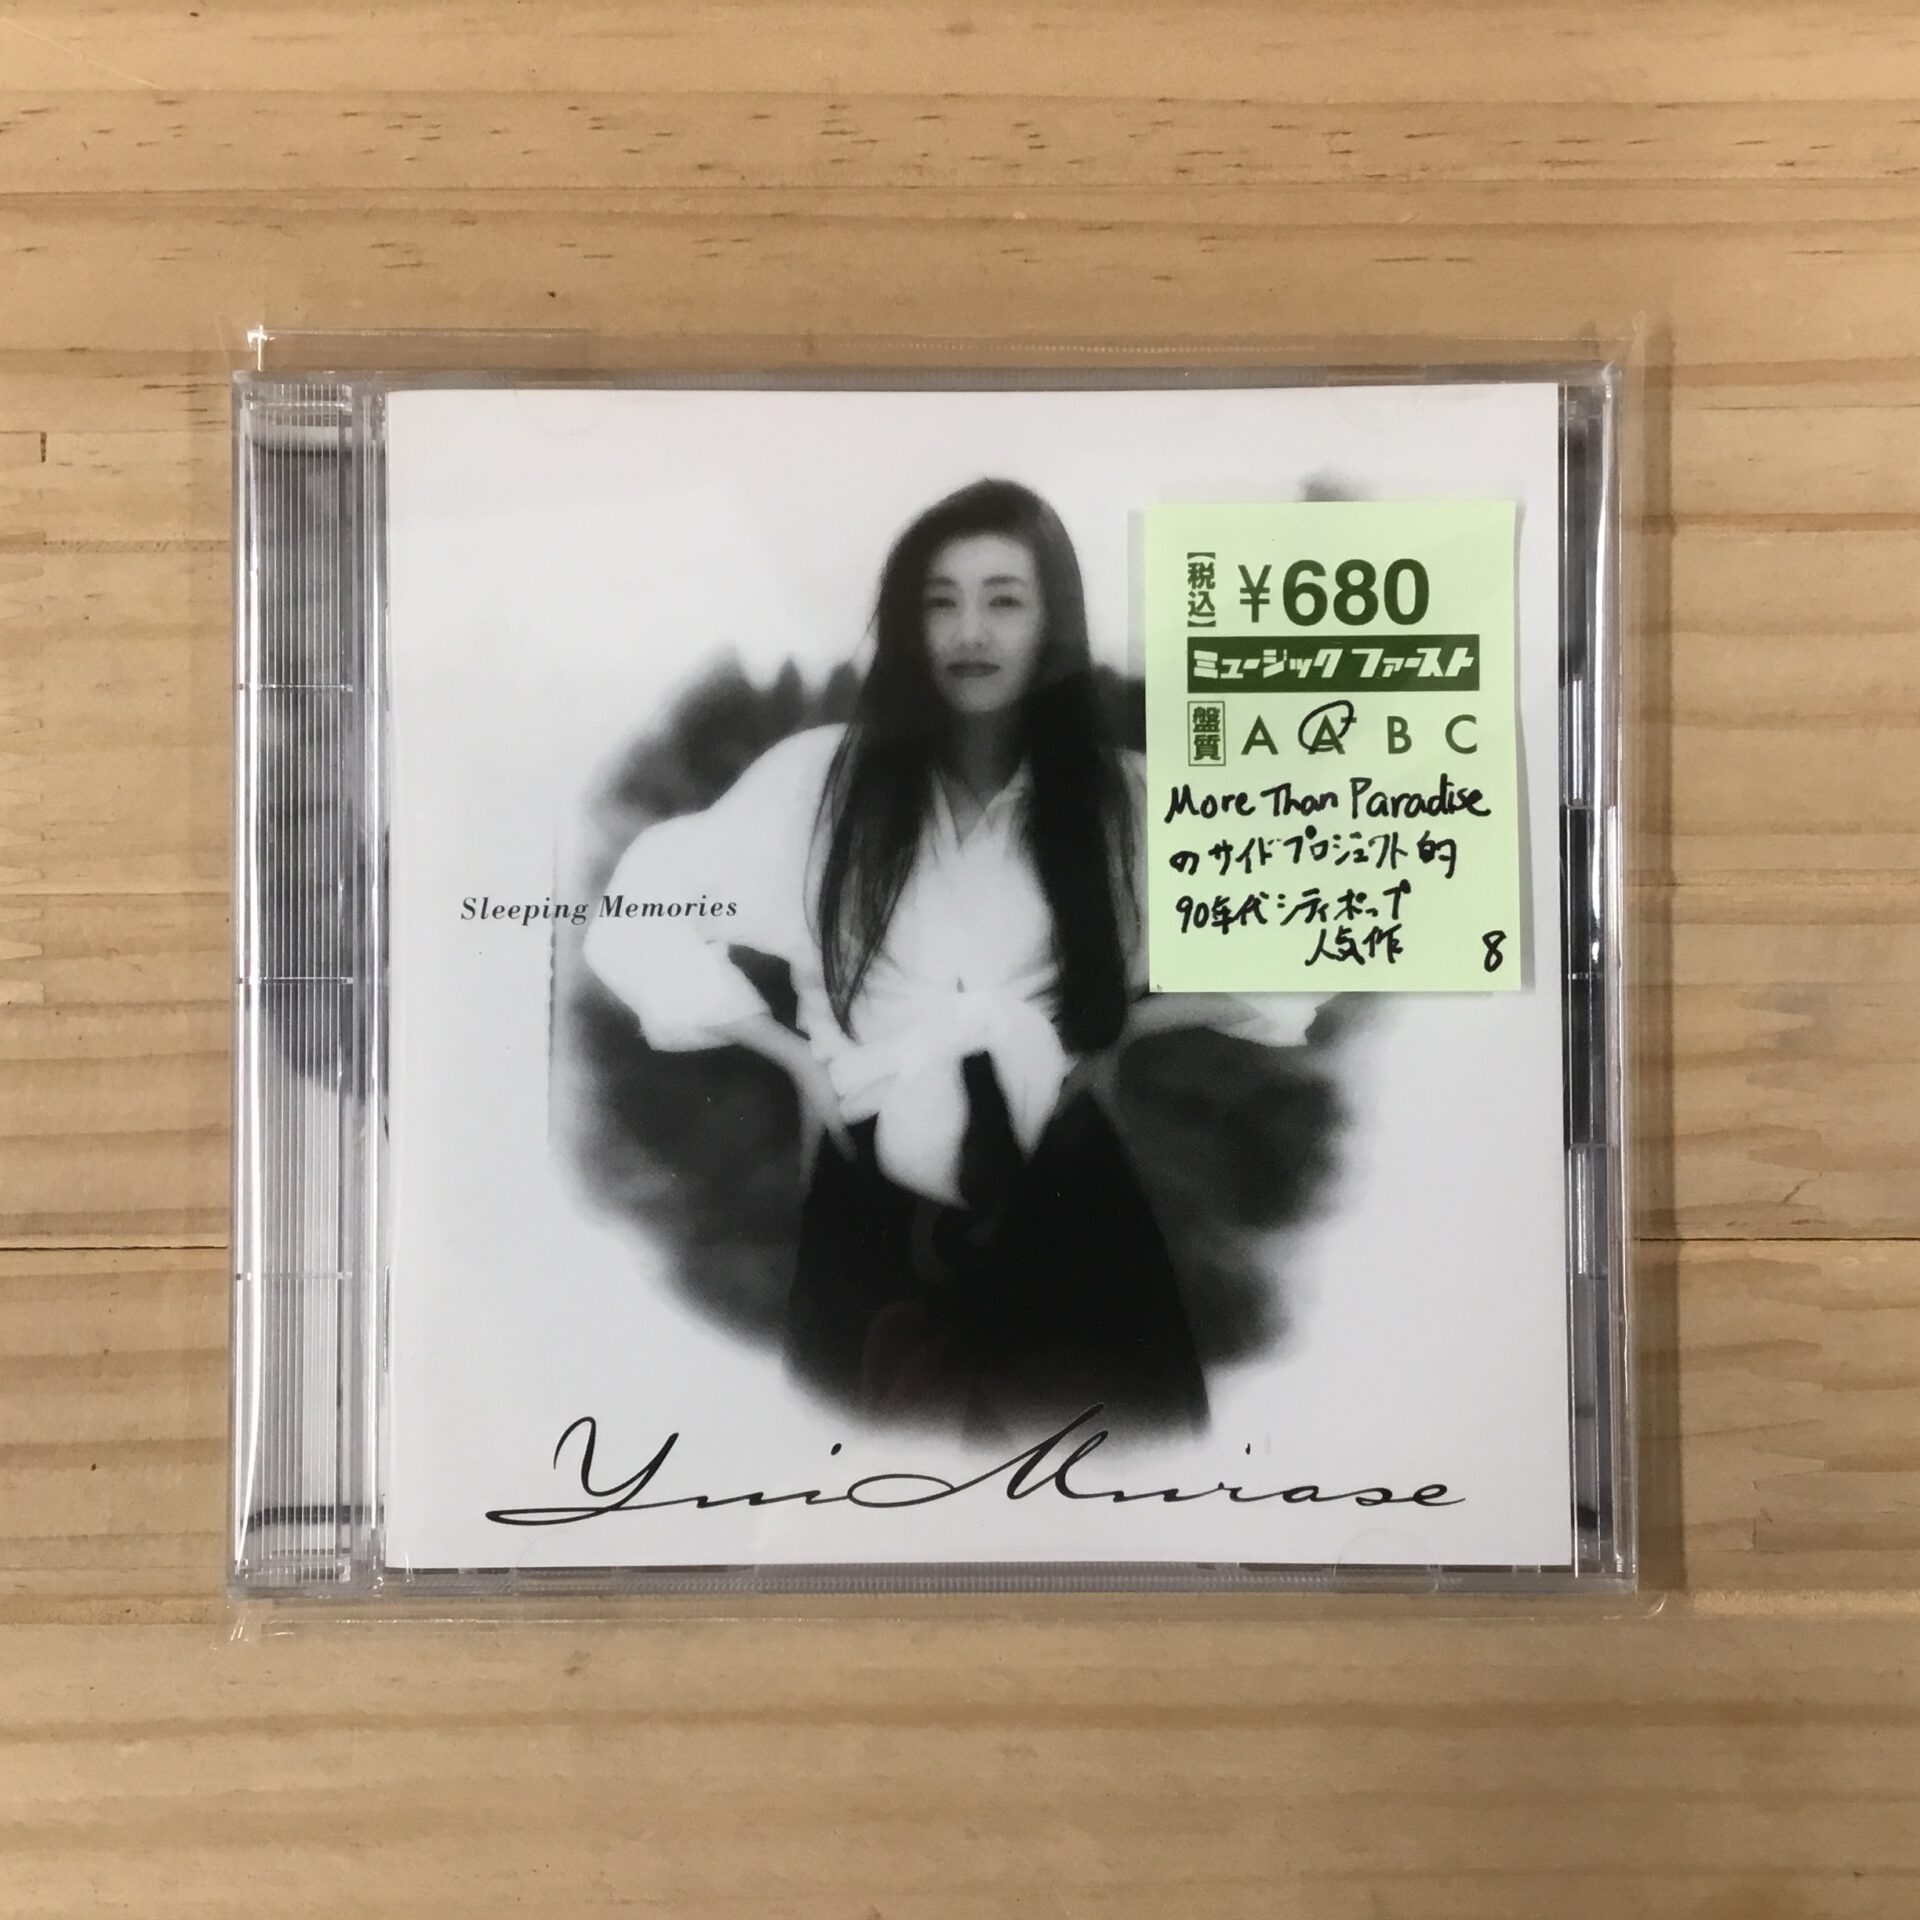 【税込】 ¥680
ミュージック ファースト
盤質 A A- B C
More Than Paradise
のサイドプロジェクト的
90年代シティポップ
人気作 8
Sleeping Memories
Yui Murase